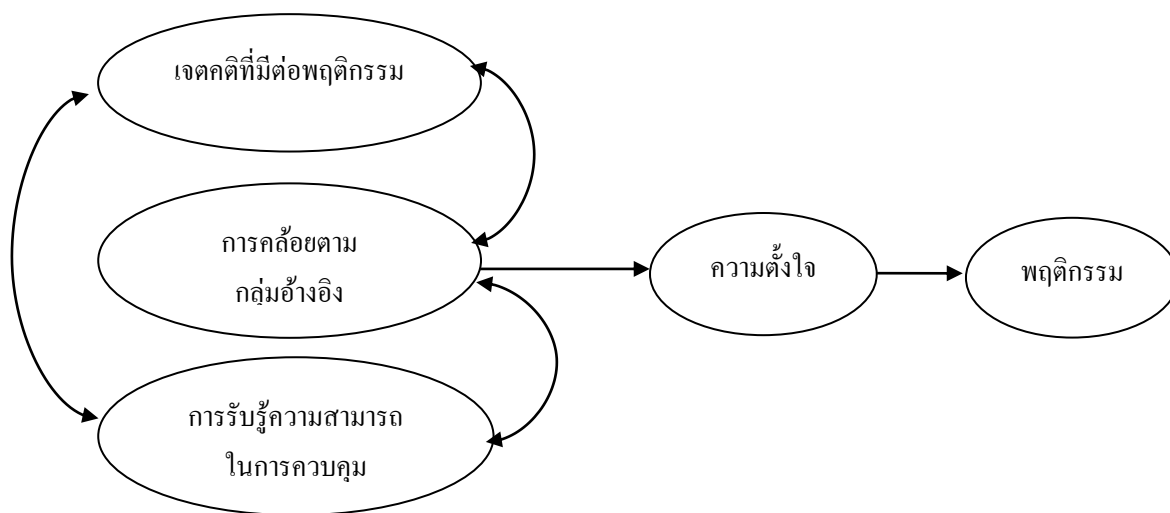 เจตคติที่มีต่อพฤติกรรม
การคล้อยตาม
กลุ่มอ้างอิง
การรับรู้ความสามารถ
ในการควบคุม
ความตั้งใจ
พฤติกรรม